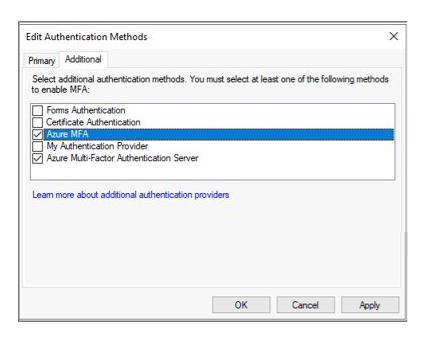 Edit Authentication Methods
Primary Additional
Select additional authentication methods. You must select at least one of the following methods
to enable MFA:
Forms Authentication
Certificate Authentication
Azure MFA
My Authentication Provider
Azure Multi-Factor Authentication Server
Learn more about additional authentication providers
OK Cancel Apply